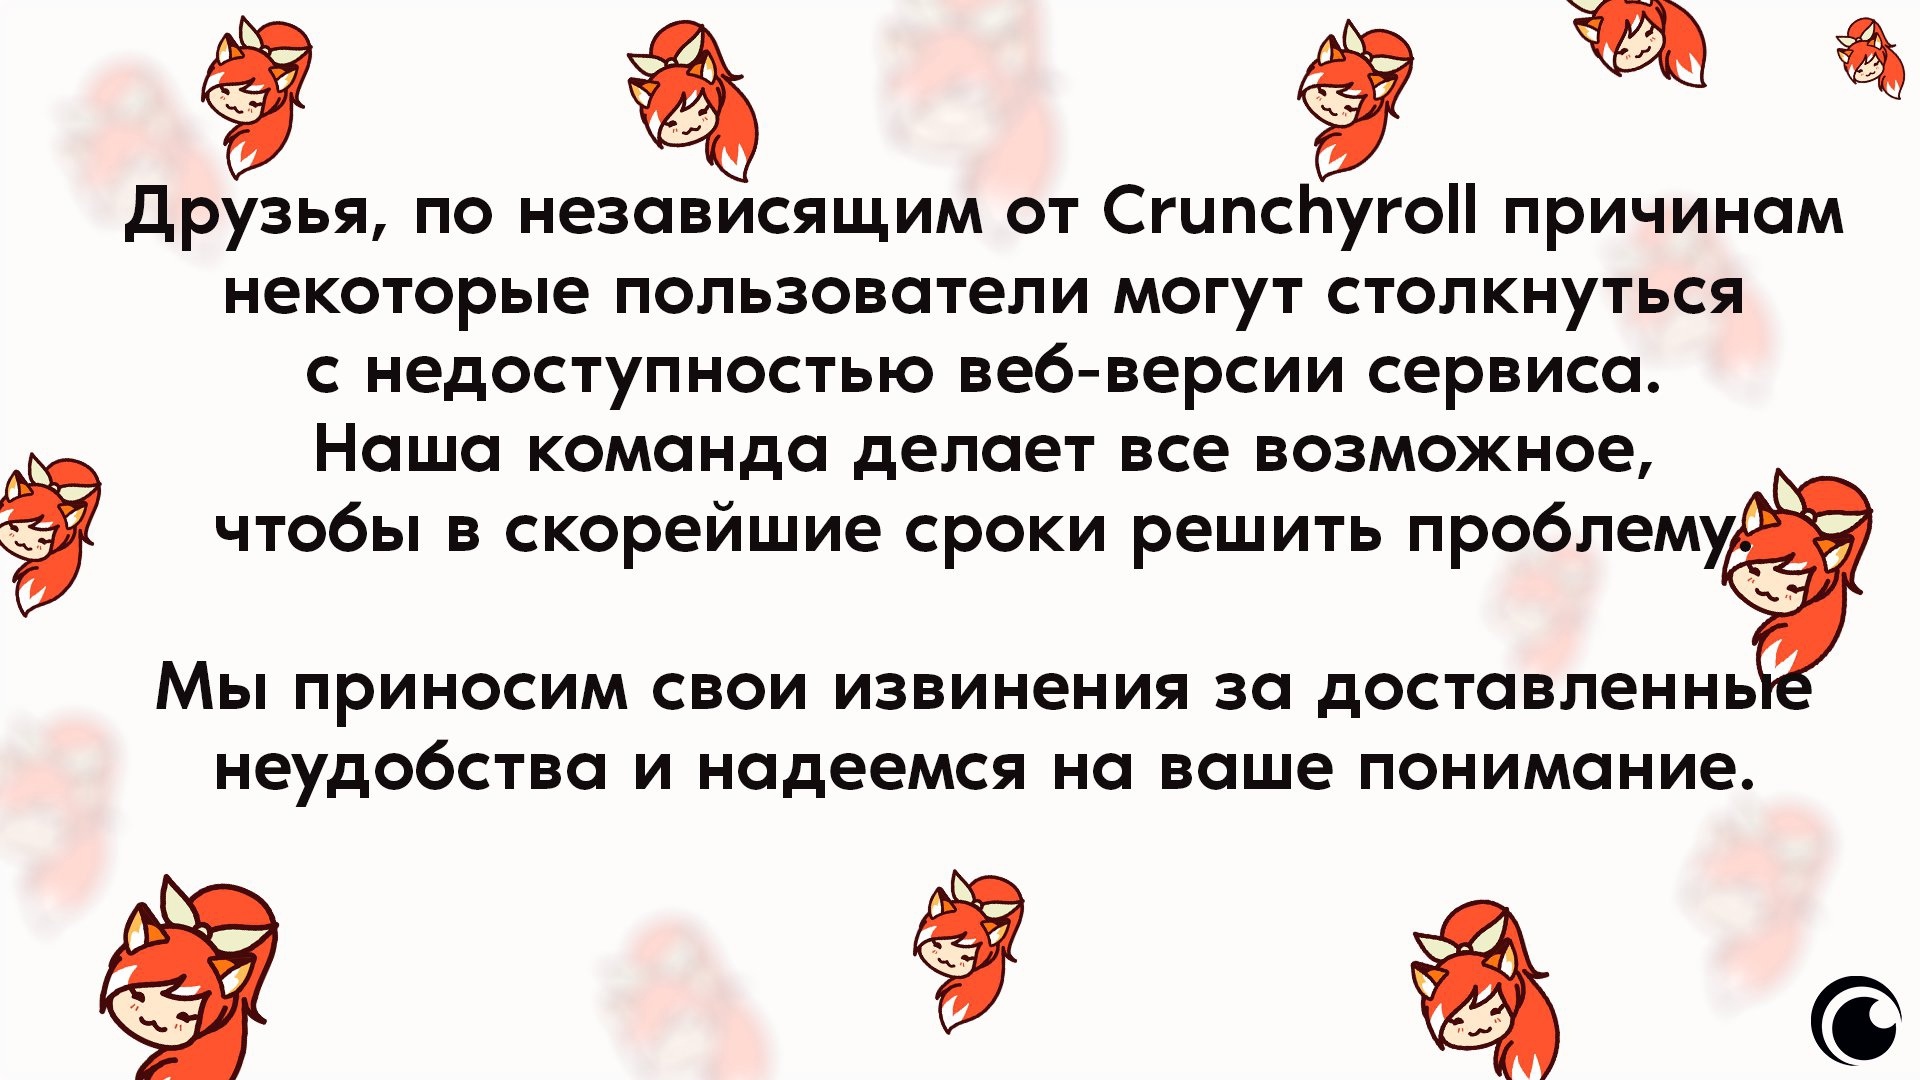 Друзья, по независящим от Crunchyroll причинам
некоторые пользователи могут столкнуться
с недоступностью веб-версии сервиса.
Наша команда делает все возможное,
чтобы в скорейшие сроки решить проблему.
Мы приносим свои извинения за доставленные
неудобства и надеемся на ваше понимание.